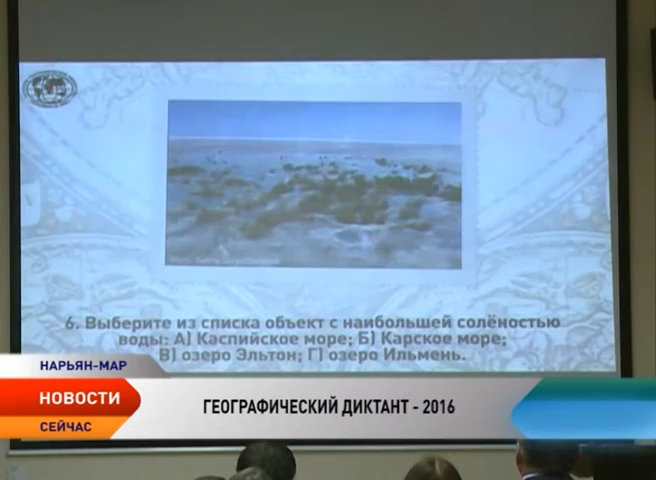 6. Выберите из списка объект с наибольшей солёностью
воды: А) Каспийское море; Б) Карское море;
В) озеро Эльтон; Г) озеро Ильмень.
НАРЬЯН-МАР
НОВОСТИ
СЕЙЧАС
ГЕОГРАФИЧЕСКИЙ ДИКТАНТ - 2016